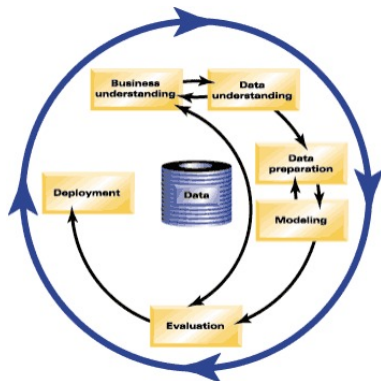 Business
understanding
Data
understanding
Data
preparation
Modeling
Evaluation
Deployment
Data